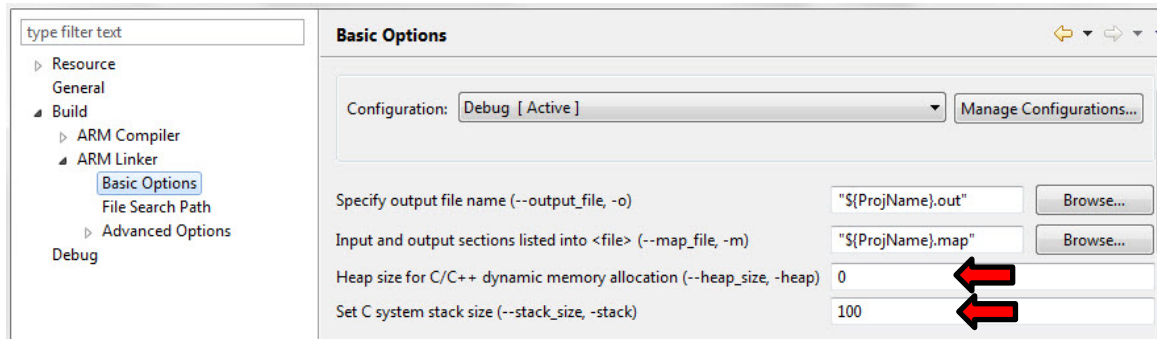 type filter text
Resource
General
Build
ARM Compiler
ARM Linker
Basic Options
File Search Path
Advanced Options
Debug
Basic Options
Configuration: Debug [ Active ] Manage Configurations...
Specify output file name (--output_file, -o) "${ProjName}.out" Browse...
Input and output sections listed into <file> (--map_file, -m) "${ProjName}.map" Browse...
Heap size for C/C++ dynamic memory allocation (--heap_size, -heap) 0
Set C system stack size (--stack_size, -stack) 100